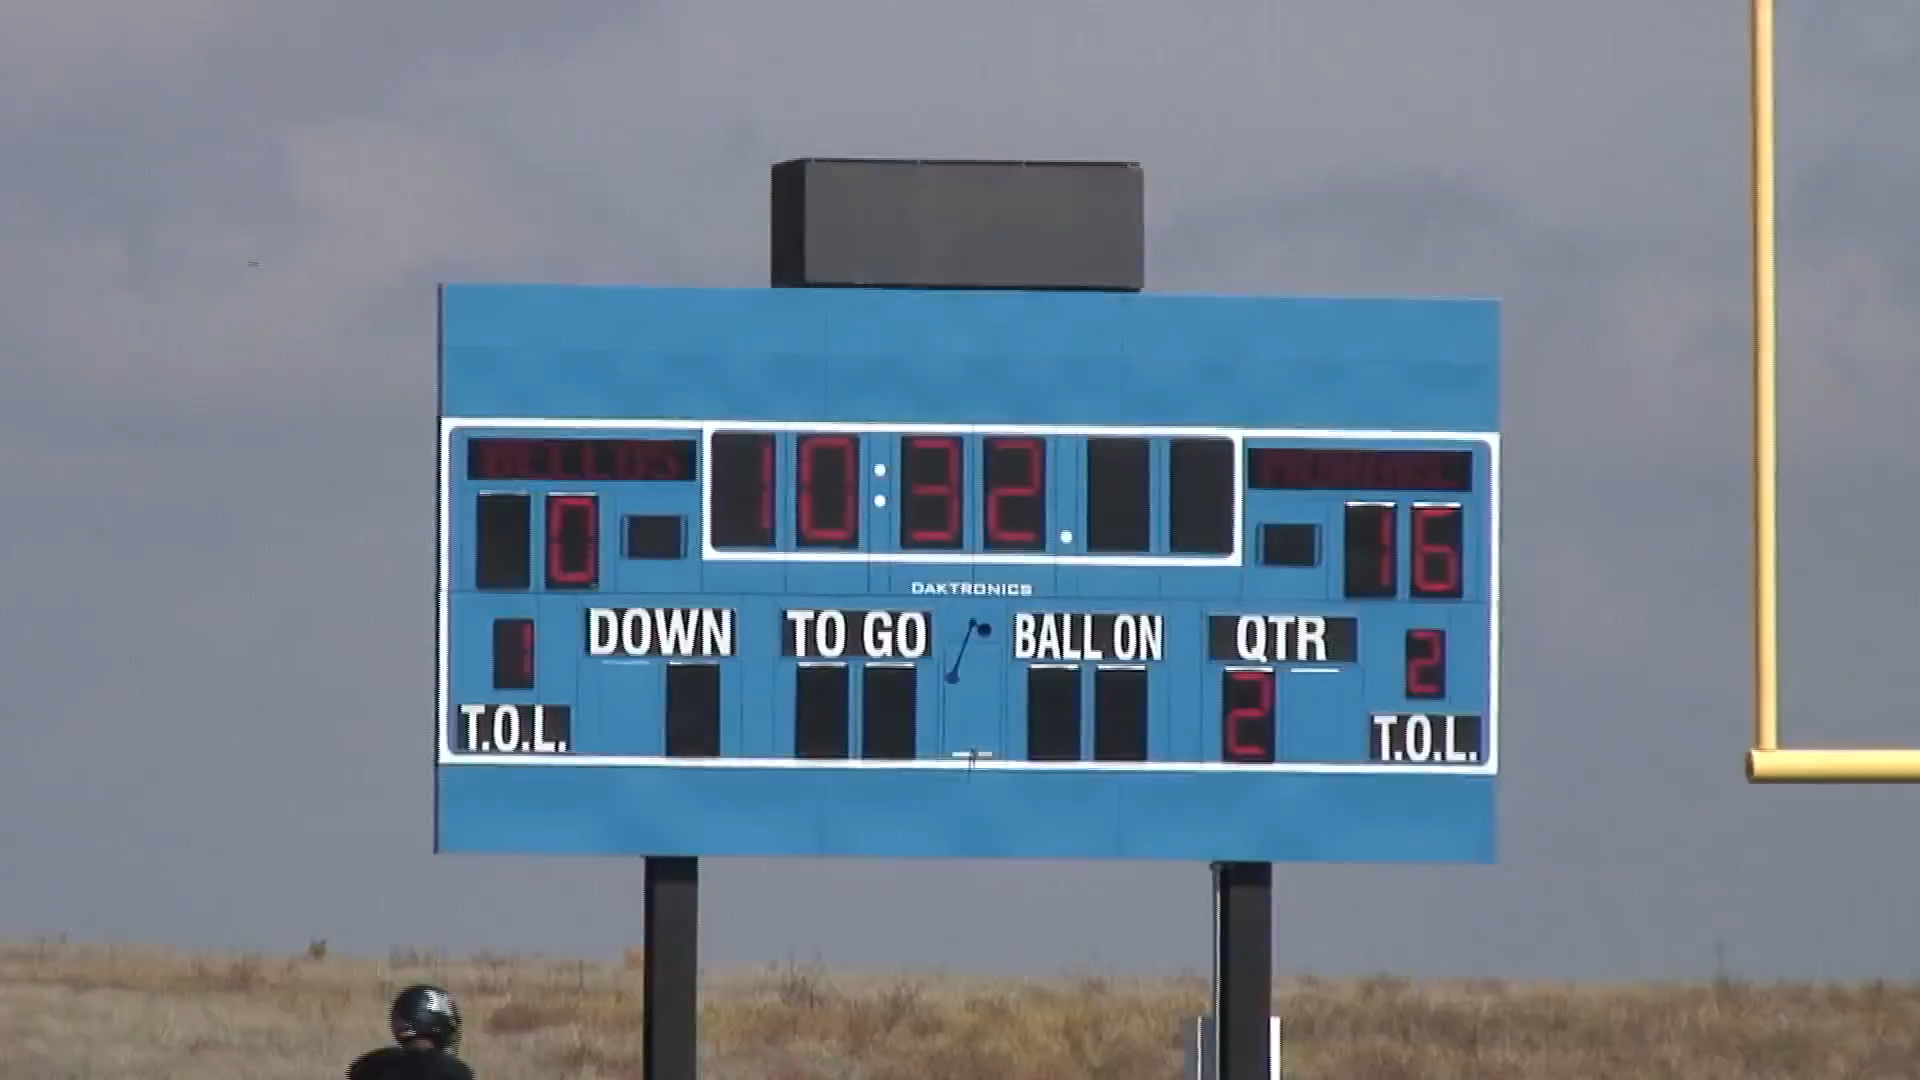 10:32.
0
16
DAKTRONICS
DOWN TO GO BALL ON QTR
1 2 2
T.O.L. T.O.L.